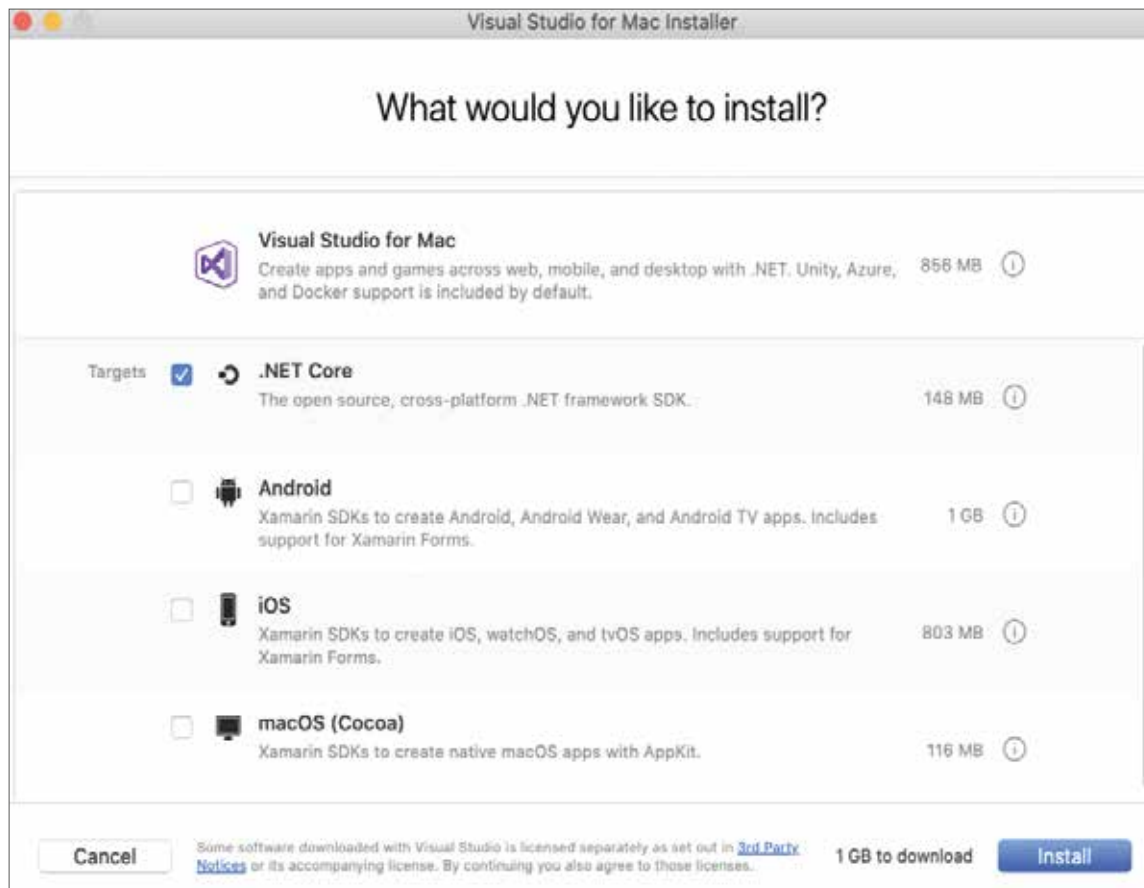 Visual Studio for Mac Installer
What would you like to install?
Visual Studio for Mac
Create apps and games across web, mobile, and desktop with .NET. Unity, Azure,
and Docker support is included by default.
856 MB
Targets
.NET Core
The open source, cross-platform .NET framework SDK.
148 MB
Android
Xamarin SDKs to create Android, Android Wear, and Android TV apps. Includes
support for Xamarin Forms.
1 GB
iOS
Xamarin SDKs to create iOS, watchOS, and tvOS apps. Includes support for
Xamarin Forms.
803 MB
macOS (Cocoa)
Xamarin SDKs to create native macOS apps with AppKit.
116 MB
Cancel
Some software downloaded with Visual Studio is licensed separately as set out in 3rd Party
Notices or its accompanying license. By continuing you also agree to those licenses.
1 GB to download
Install